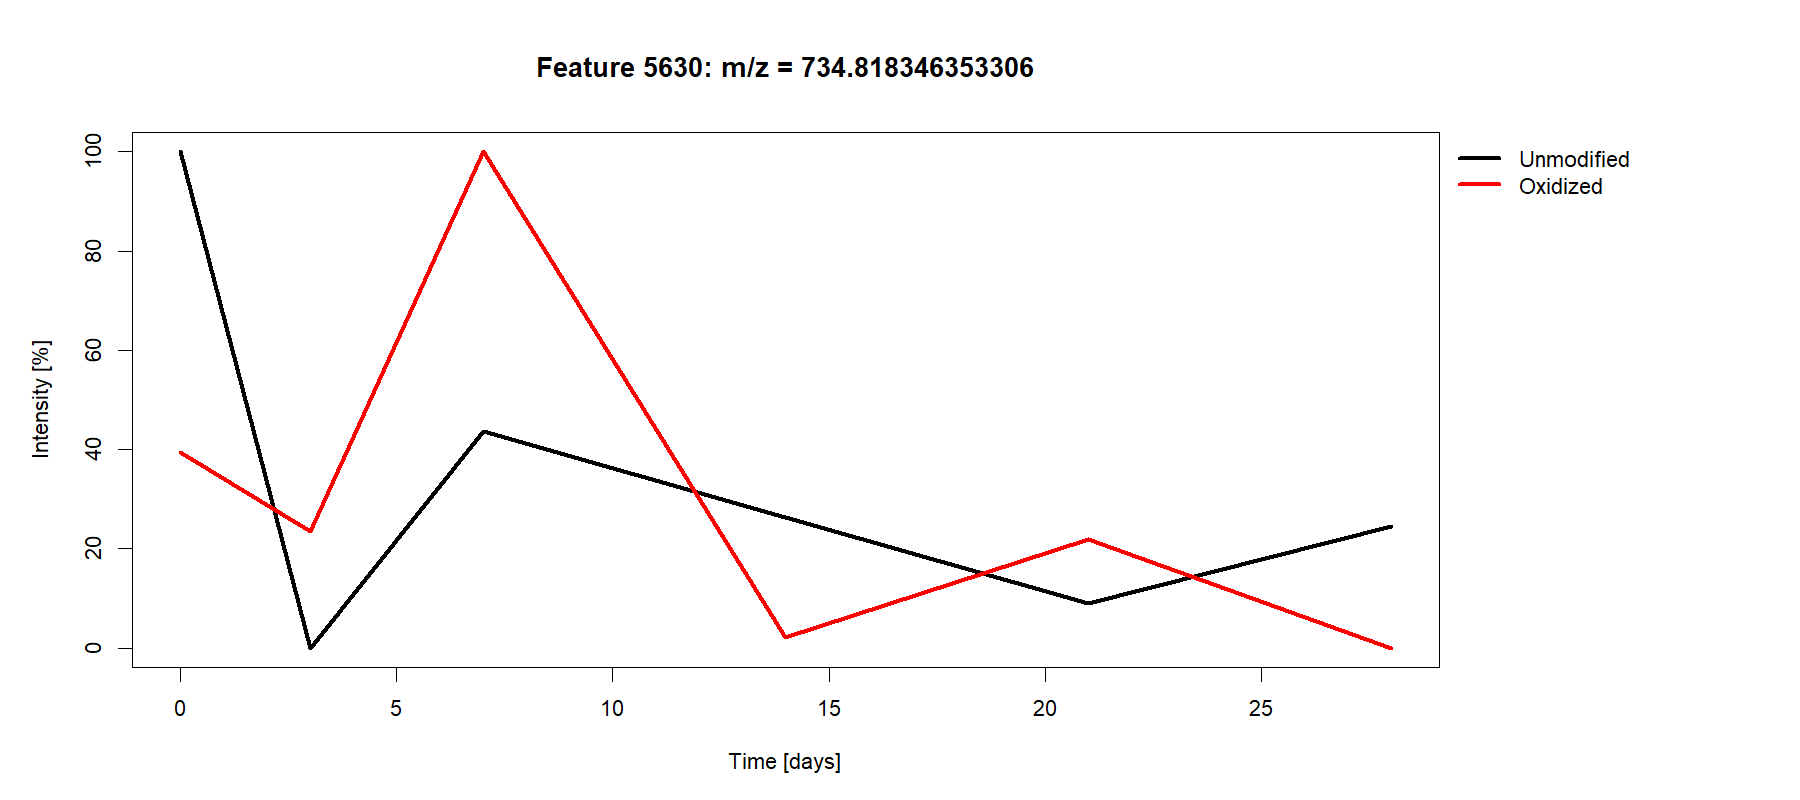 Feature 5630: m/z = 734.818346353306
Unmodified
Oxidized
Intensity [%]
100
80
60
40
20
0
0 5 10 15 20 25
Time [days]